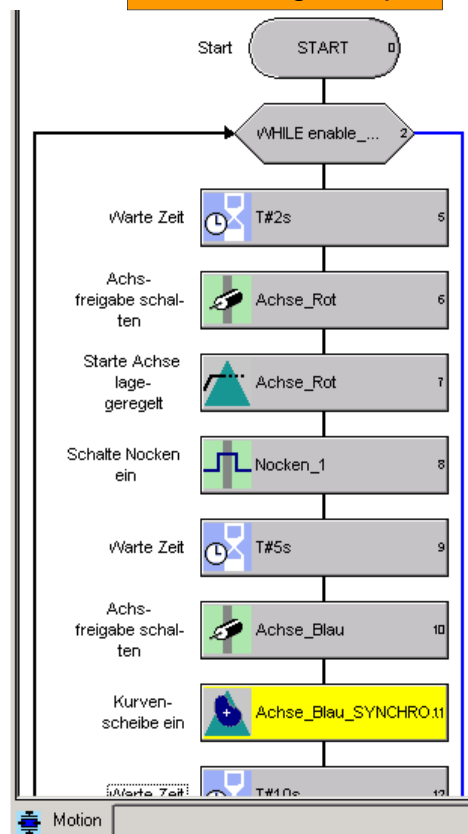 Start START 0
WHILE enable_... 2
Warte Zeit T#2s 5
Achs-
freigabe schal-
ten
Achse_Rot 6
Starte Achse
lage-
geregelt
Achse_Rot 7
Schalte Nocken
ein
Nocken_1 8
Warte Zeit T#5s 9
Achs-
freigabe schal-
ten
Achse_Blau 10
Kurven-
scheibe ein
Achse_Blau_SYNCHRO. 11
Warte Zeit T#10s 12
Motion